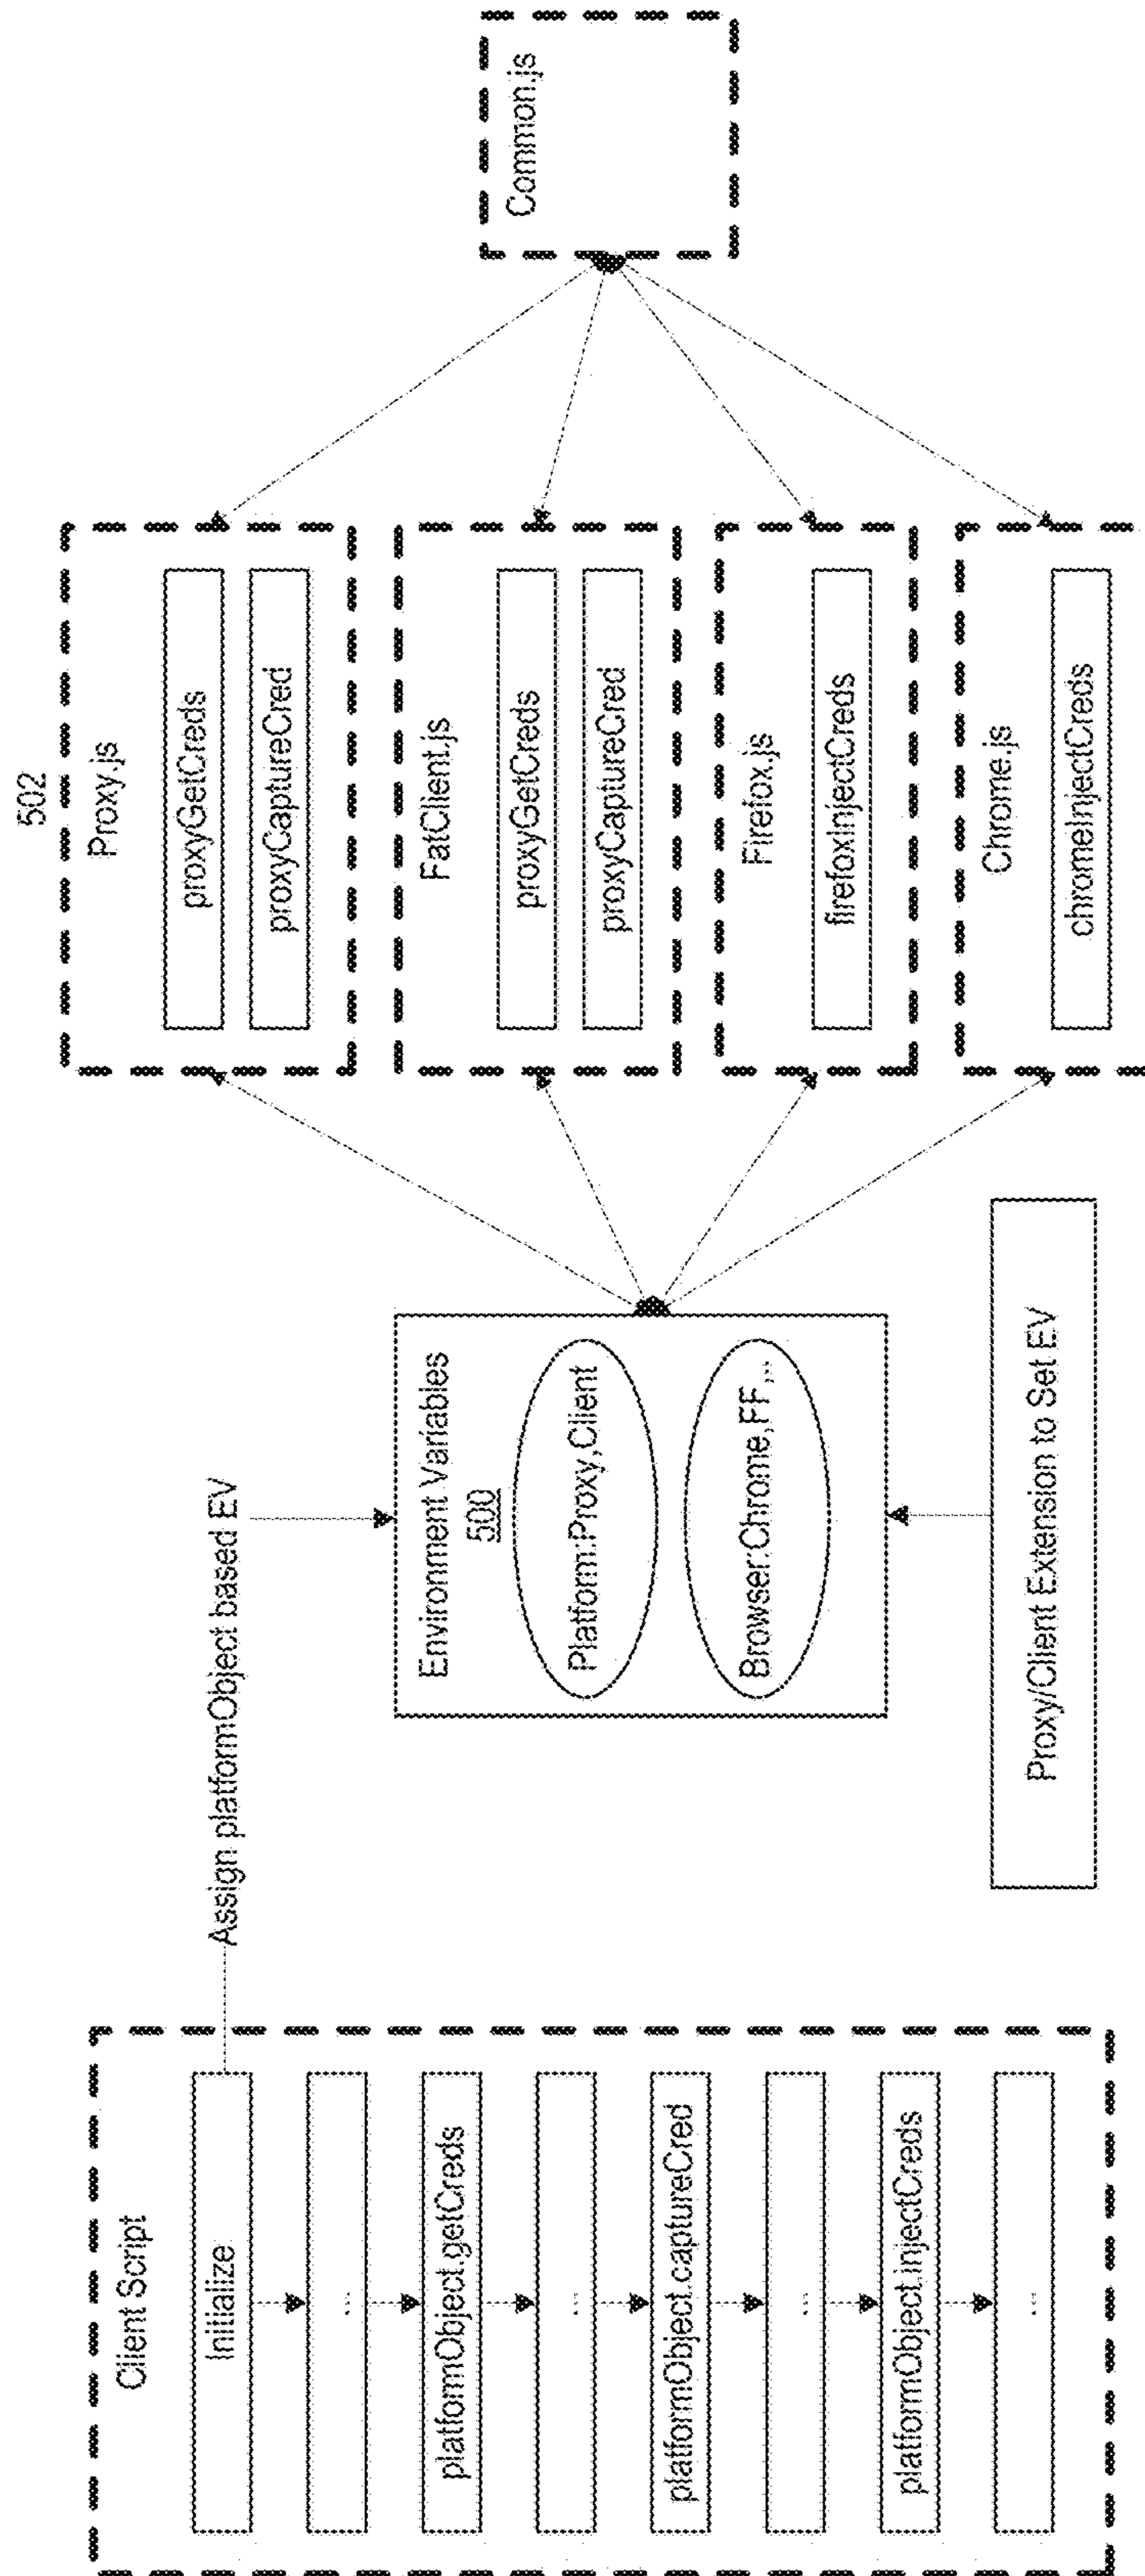 Client Script
Initialize
...
platformObject.getCreds
...
platformObject.captureCred
...
platformObject.injectCreds
...
Assign platformObject based EV
Environment Variables
500
Platform:Proxy,Client
Browser:Chrome,FF,..
Proxy/Client Extension to Set EV
502
Proxy.js
proxyGetCreds
proxyCaptureCred
FatClient.js
proxyGetCreds
proxyCaptureCred
Firefox.js
firefoxInjectCreds
Chrome.js
chromeInjectCreds
Common.js